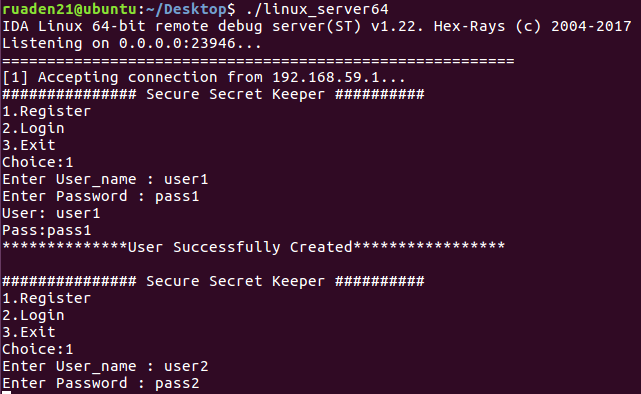 ruaden21@ubuntu:~/Desktop$ ./linux_server64
IDA Linux 64-bit remote debug server(ST) v1.22. Hex-Rays (c) 2004-2017
Listening on 0.0.0.0:23946...
=========================================================
[1] Accepting connection from 192.168.59.1...
############### Secure Secret Keeper ##########
1.Register
2.Login
3.Exit
Choice:1
Enter User_name : user1
Enter Password : pass1
User: user1
Pass:pass1
**************User Successfully Created*****************

############### Secure Secret Keeper ##########
1.Register
2.Login
3.Exit
Choice:1
Enter User_name : user2
Enter Password : pass2